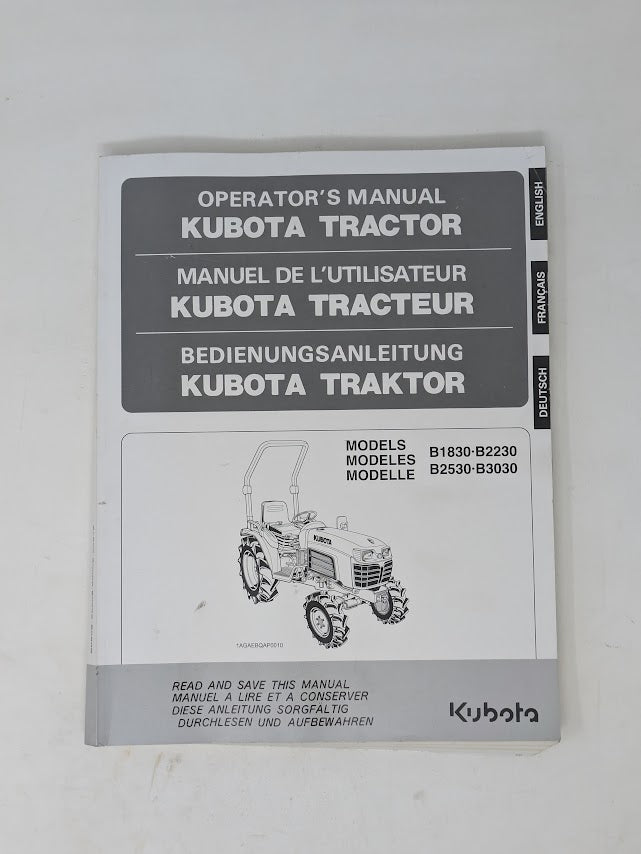 OPERATOR'S MANUAL
KUBOTA TRACTOR
MANUEL DE L'UTILISATEUR
KUBOTA TRACTEUR
BEDIENUNGSANLEITUNG
KUBOTA TRAKTOR
ENGLISH
FRANÇAIS
DEUTSCH
MODELS
MODELES
MODELLE
B1830·B2230
B2530·B3030
KUBOTA
1AGAEBQAP0010
READ AND SAVE THIS MANUAL
MANUEL A LIRE ET A CONSERVER
DIESE ANLEITUNG SORGFÄLTIG
DURCHLESEN UND AUFBEWAHREN
Kubota